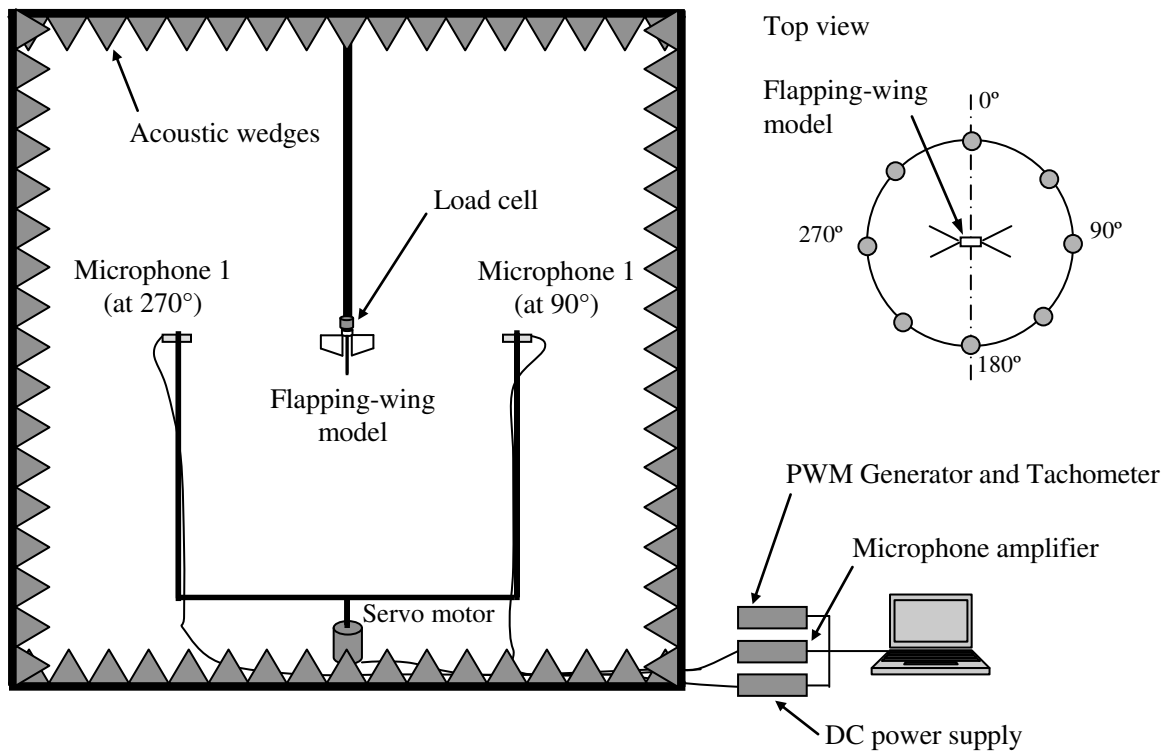 Top view
Flapping-wing
model
0º
90º
270º
180º
Acoustic wedges
Load cell
Microphone 1
(at 270°)
Microphone 1
(at 90°)
Flapping-wing
model
Servo motor
PWM Generator and Tachometer
Microphone amplifier
DC power supply